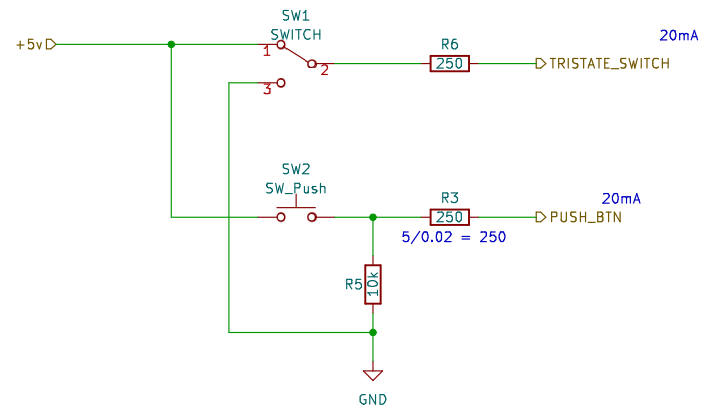 SW1
SWITCH
+5v
1
2
3
R6
250
20mA
TRISTATE_SWITCH
SW2
SW_Push
R3
250
5/0.02 = 250
20mA
PUSH_BTN
R5
10k
GND